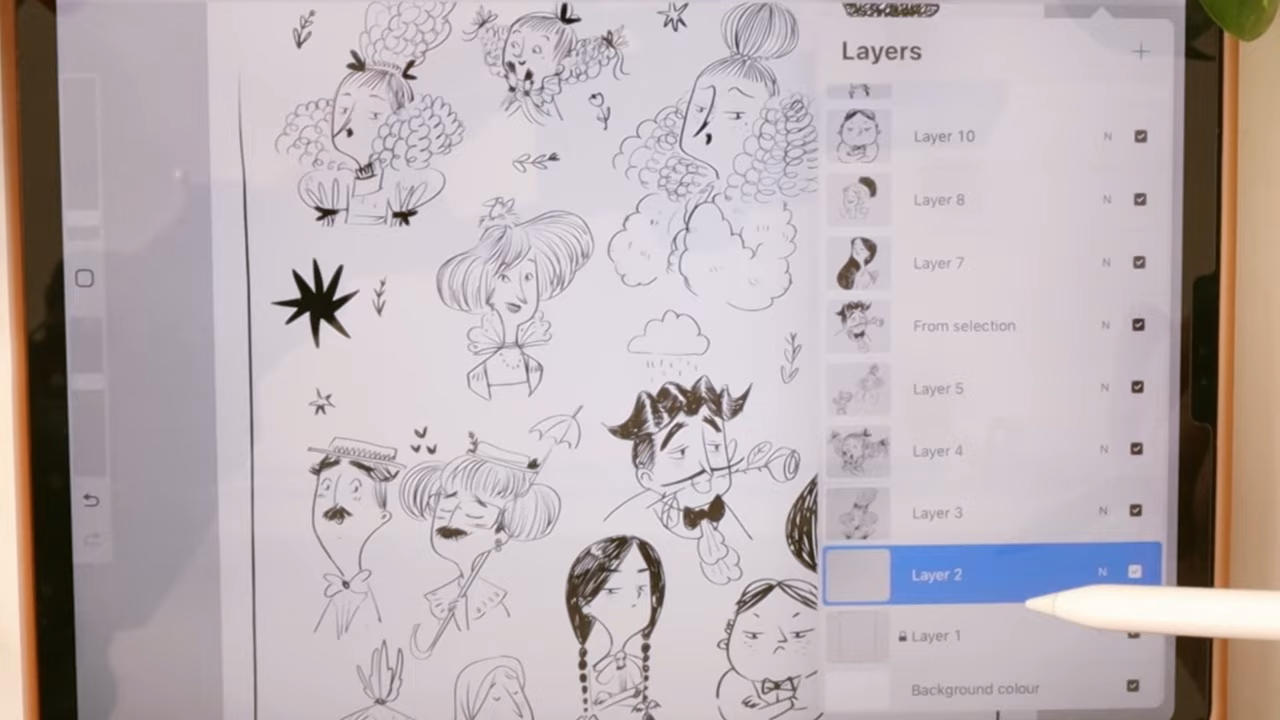 Layers +
Layer 10 N
Layer 8 N
Layer 7 N
From selection N
Layer 5 N
Layer 4 N
Layer 3 N
Layer 2 N
Layer 1
Background colour